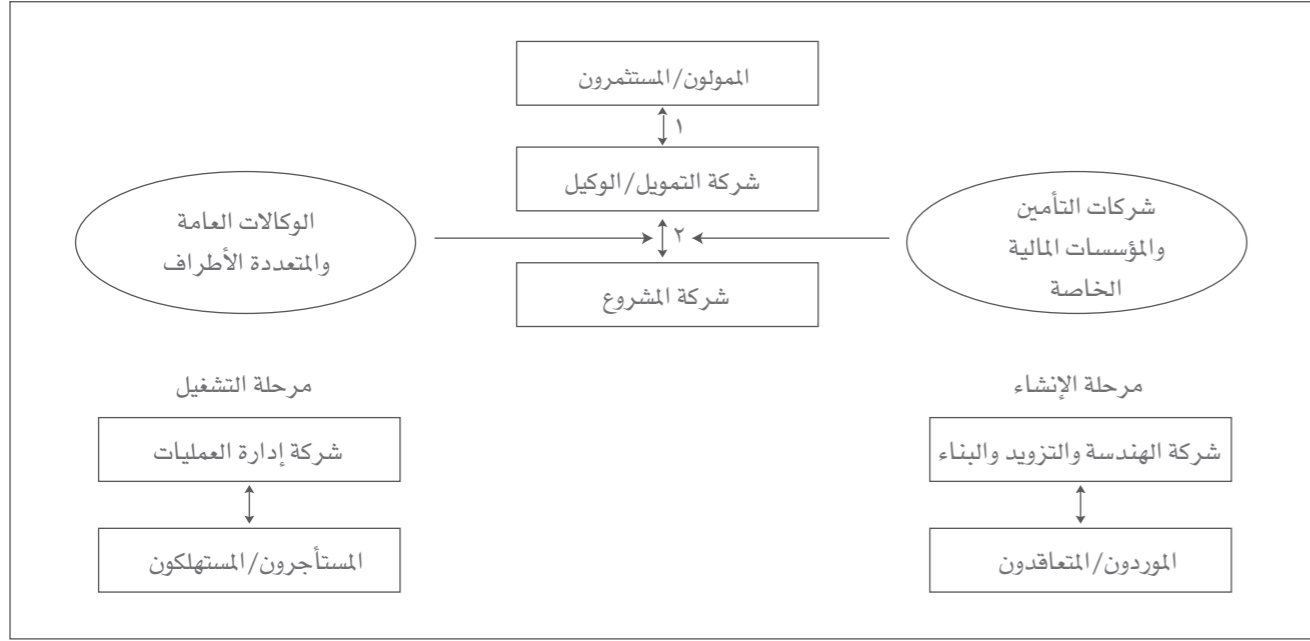 الممولون/المستثمرون
١
شركة التمويل/الوكيل
شركات التأمين
والمؤسسات المالية
الخاصة
٢
الوكالات العامة
والمتعددة الأطراف
شركة المشروع
مرحلة الإنشاء
مرحلة التشغيل
شركة الهندسة والتزويد والبناء
شركة إدارة العمليات
الموردون/المتعاقدون
المستأجرون/المستهلكون